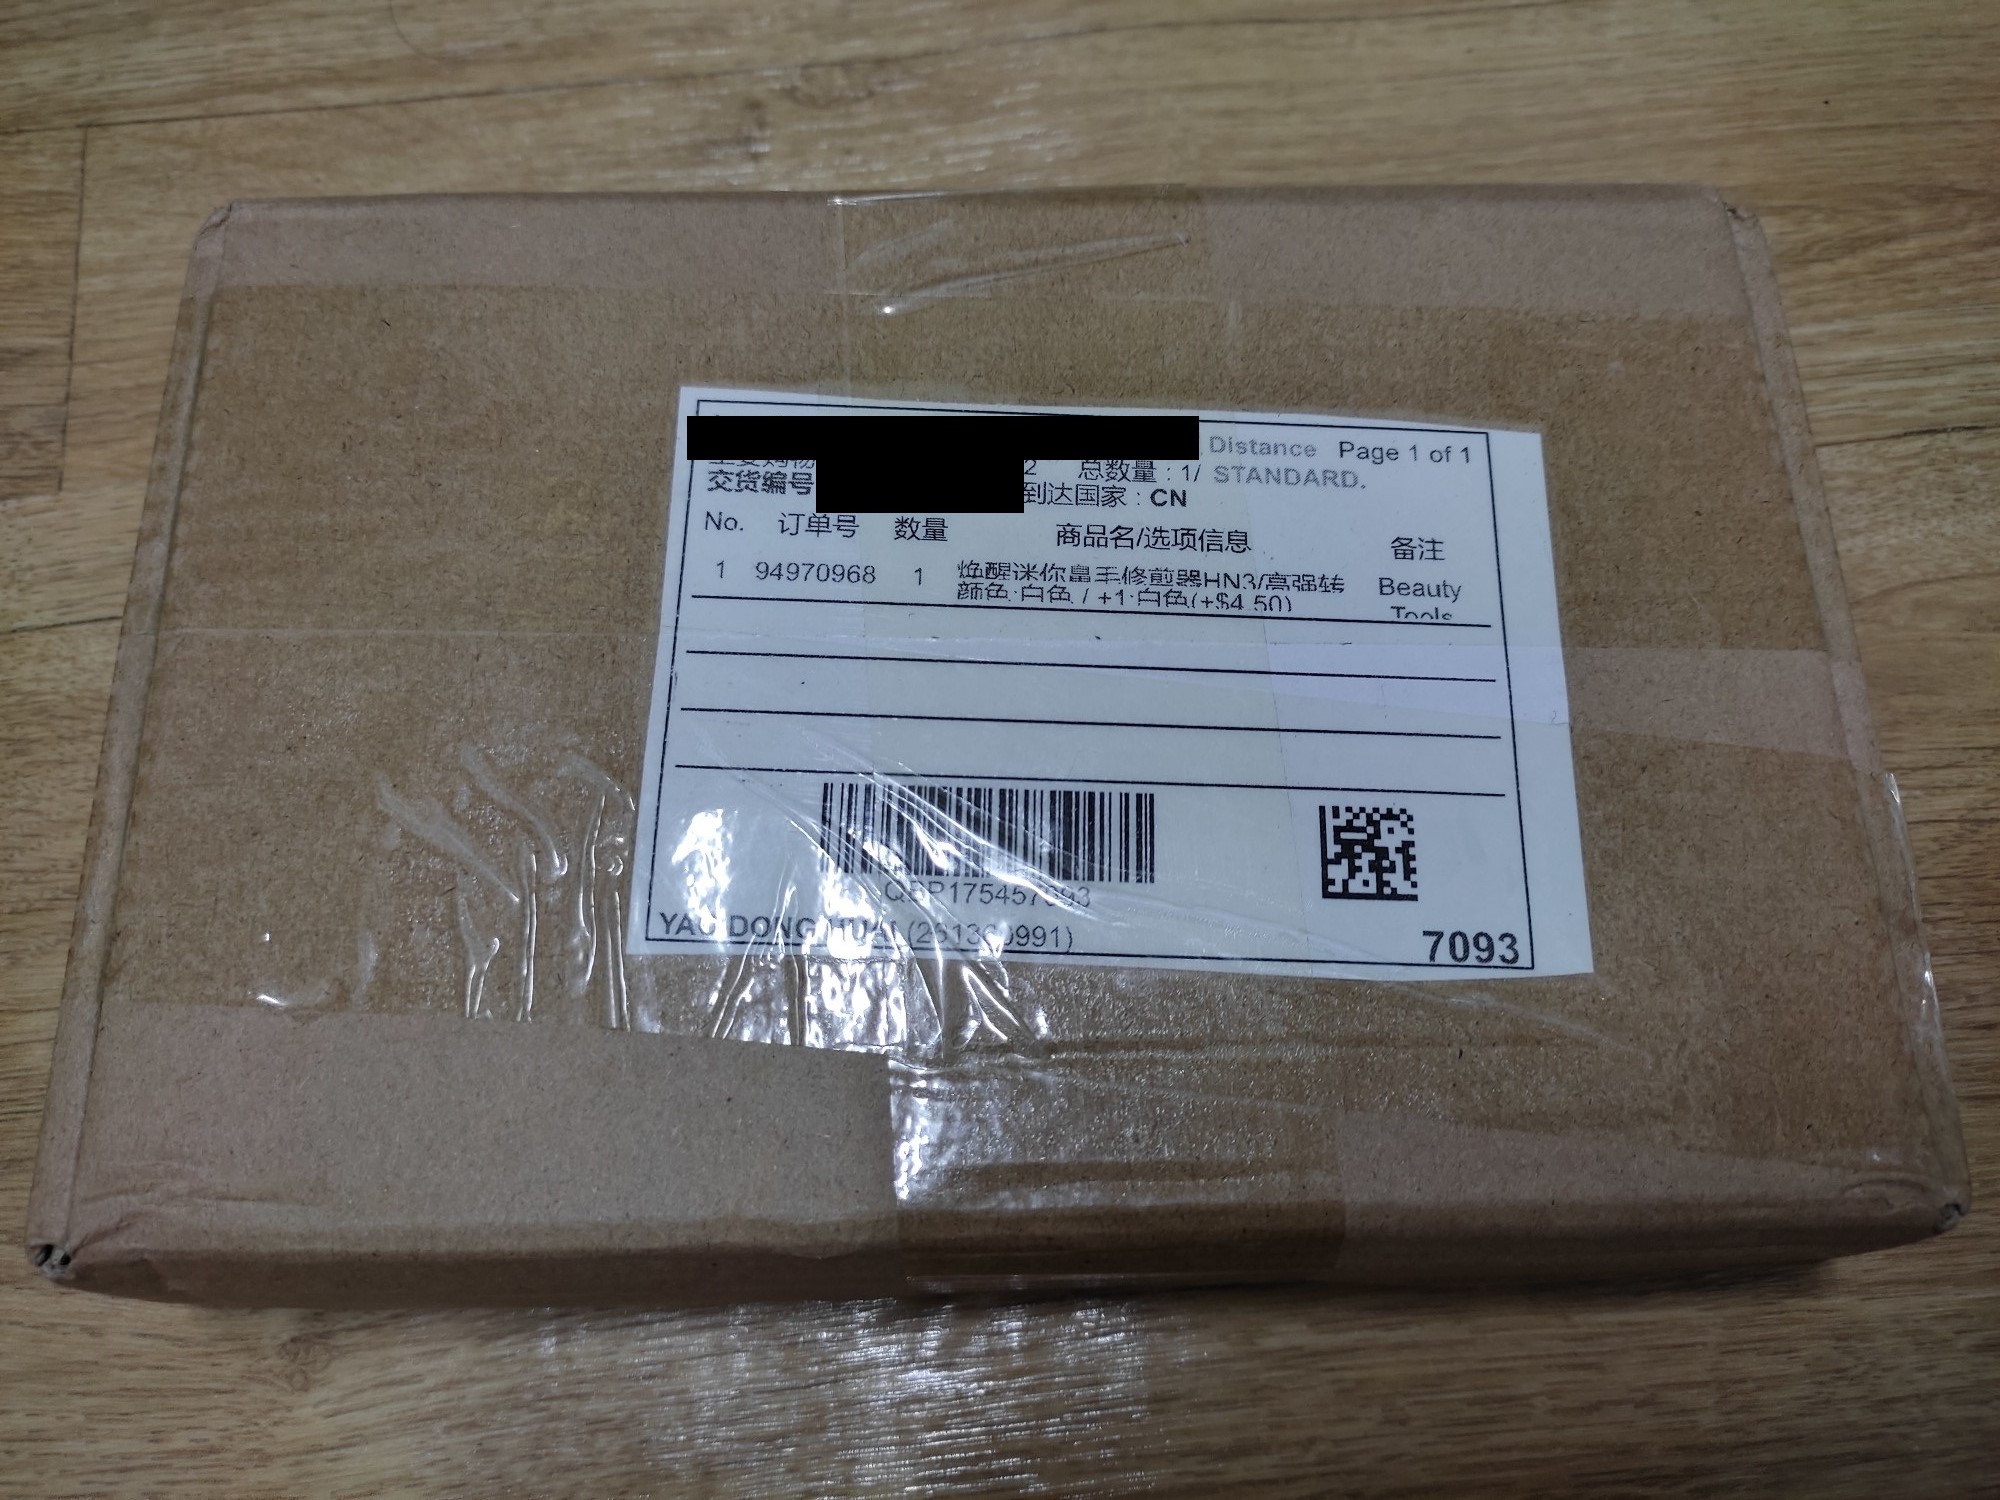 Distance Page 1 of 1
2 总数量 : 1/ STANDARD.
交货编号 到达国家 : CN
No. 订单号 数量 商品名/选项信息 备注
1 94970968 1 焕醒迷你鼻毛修剪器HN3/高强转 Beauty
颜色:白色 / +1:白色(+$4.50) Tools
DONG (
7093